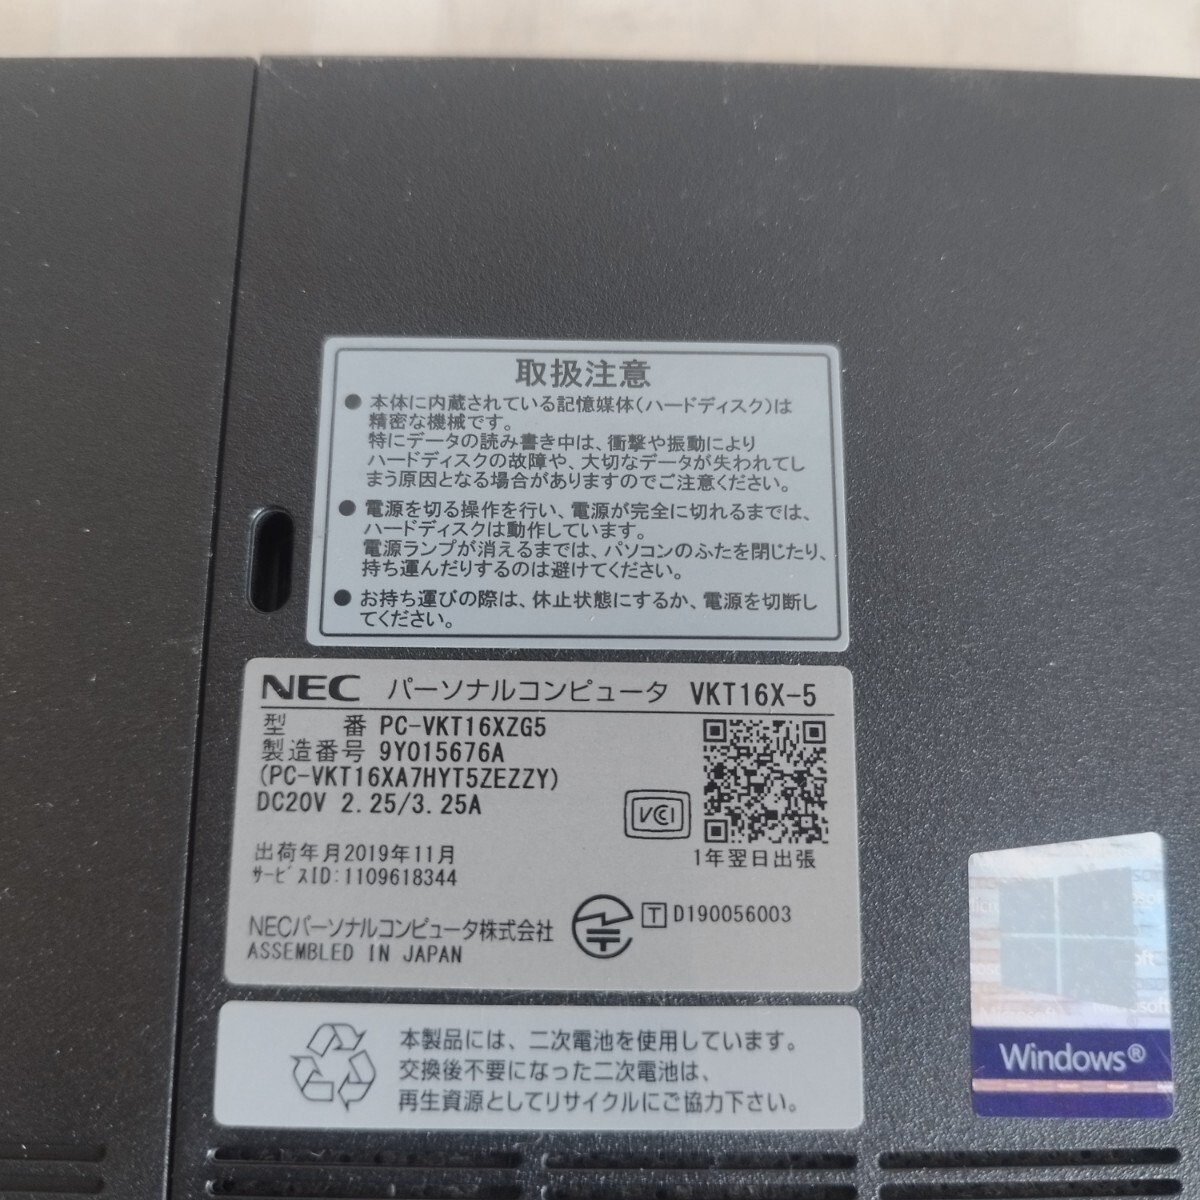 取扱注意
● 本体に内蔵されている記憶媒体(ハードディスク)は
精密な機械です。
特にデータの読み書き中は、衝撃や振動により
ハードディスクの故障や、大切なデータが失われてし
まう原因となる場合がありますのでご注意ください。
● 電源を切る操作を行い、電源が完全に切れるまでは、
ハードディスクは動作しています。
電源ランプが消えるまでは、パソコンのふたを閉じたり、
持ち運んだりするのは避けてください。
● お持ち運びの際は、休止状態にするか、電源を切断し
てください。
NEC パーソナルコンピュータ VKT16X-5
型 番 PC-VKT16XZG5
製造番号 9Y015676A
(PC-VKT16XA7HYT5ZEZZY)
DC20V 2.25/3.25A
VCCI
1年翌日出張
出荷年月2019年11月
サービスID:1109618344
NECパーソナルコンピュータ株式会社
T D190056003
ASSEMBLED IN JAPAN
本製品には、二次電池を使用しています。
交換後不要になった二次電池は、
再生資源としてリサイクルにご協力下さい。
Windows®